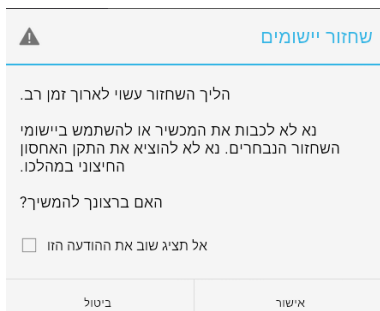 שחזור יישומים
הליך השחזור עשוי לארוך זמן רב.
נא לא לכבות את המכשיר או להשתמש ביישומי
השחזור הנבחרים. נא לא להוציא את התקן האחסון
החיצוני במהלכו.
האם ברצונך להמשיך?
אל תציג שוב את ההודעה הזו
אישור
ביטול